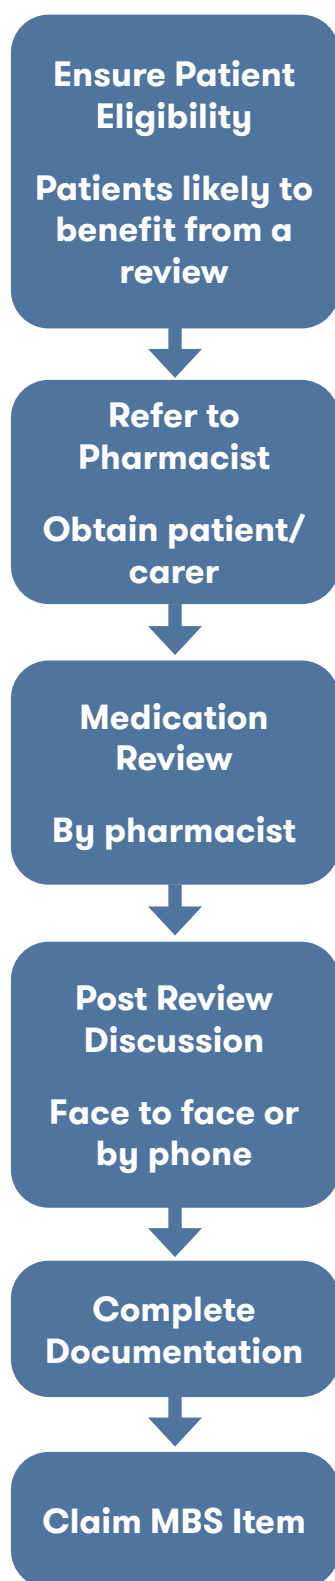 Ensure Patient
Eligibility
Patients likely to
benefit from a
review
Refer to
Pharmacist
Obtain patient/
carer
Medication
Review
By pharmacist
Post Review
Discussion
Face to face or
by phone
Complete
Documentation
Claim MBS Item